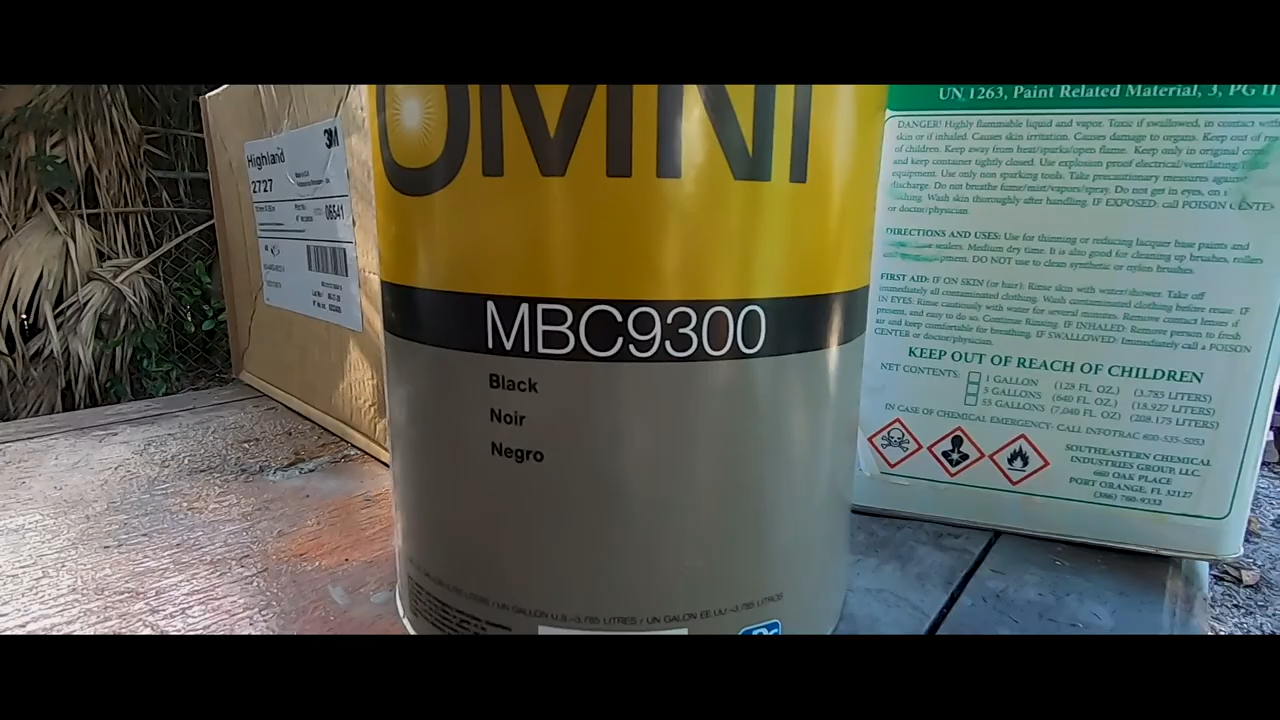 3M
Highland
2727
06541
OMNI
MBC9300
Black
Noir
Negro
UN GALLON U.S.-3,785 LITRES / UN GALON EE.UU.-3,785 LITROS
UN 1263, Paint Related Material, 3, PG II
DANGER! Highly flammable liquid and vapor. Toxic if swallowed, in contact with
skin or if inhaled. Causes skin irritation. Causes damage to organs. Keep out of
of children. Keep away from heat/sparks/open flame. Keep only in original
and keep container tightly closed. Use explosion proof electrical/ventilating/
equipment. Use only non sparking tools. Take precautionary measures against
discharge. Do not breathe fume/mist/vapors/spray. Do not get in eyes, on
Wash skin thoroughly after handling. IF EXPOSED: call POISON CENTER
or doctor/physician.
DIRECTIONS AND USES: Use for thinning or reducing lacquer base paints and
sealers. Medium dry time. It is also good for cleaning up brushes, rollers
equipment. DO NOT use to clean synthetic or nylon brushes.
FIRST AID: IF ON SKIN (or hair): Rinse skin with water/shower. Take off
immediately all contaminated clothing. Wash contaminated clothing before reuse. IF
IN EYES: Rinse cautiously with water for several minutes. Remove contact lenses if
present, and easy to do. Continue Rinsing. IF INHALED: Remove person to fresh
air and keep comfortable for breathing. IF SWALLOWED: Immediately call a POISON
CENTER or doctor/physician.
KEEP OUT OF REACH OF CHILDREN
NET CONTENTS: 1 GALLON (128 FL OZ.) (3.785 LITERS)
5 GALLONS (640 FL OZ.) (18.927 LITERS)
55 GALLONS (7,040 FL OZ) (208.175 LITERS)
IN CASE OF CHEMICAL EMERGENCY- CALL INFOTRAC 800-535-5053
SOUTHEASTERN CHEMICAL
INDUSTRIES GROUP, LLC.
660 OAK PLACE
PORT ORANGE, FL 32127
(386) 760-9332